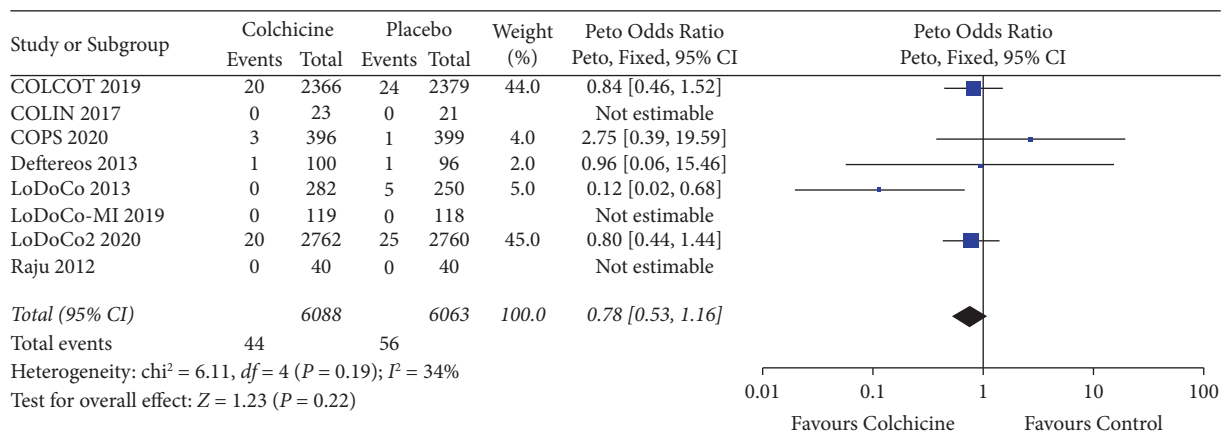 Colchicine Placebo Weight Peto Odds Ratio Peto Odds Ratio
Study or Subgroup Events Total Events Total (%) Peto, Fixed, 95% CI Peto, Fixed, 95% CI
COLCOT 2019 20 2366 24 2379 44.0 0.84 [0.46, 1.52]
COLIN 2017 0 23 0 21 Not estimable
COPS 2020 3 396 1 399 4.0 2.75 [0.39, 19.59]
Deftereos 2013 1 100 1 96 2.0 0.96 [0.06, 15.46]
LoDoCo 2013 0 282 5 250 5.0 0.12 [0.02, 0.68]
LoDoCo-MI 2019 0 119 0 118 Not estimable
LoDoCo2 2020 20 2762 25 2760 45.0 0.80 [0.44, 1.44]
Raju 2012 0 40 0 40 Not estimable
Total (95% CI) 6088 6063 100.0 0.78 [0.53, 1.16]
Total events 44 56
Heterogeneity: chi² = 6.11, df = 4 (P = 0.19); I² = 34%
Test for overall effect: Z = 1.23 (P = 0.22)
0.01 0.1 1 10 100
Favours Colchicine Favours Control